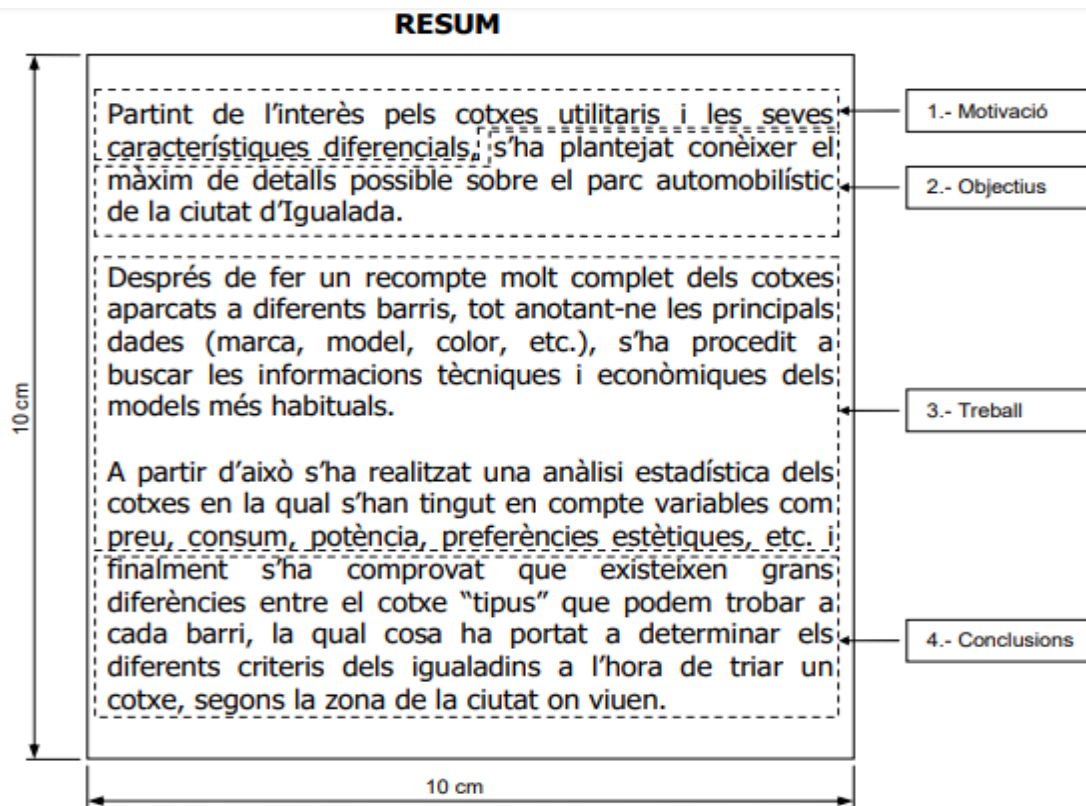 RESUM
Partint de l'interès pels cotxes utilitaris i les seves
característiques diferencials, s'ha plantejat conèixer el
màxim de detalls possible sobre el parc automobilístic
de la ciutat d'Igualada.
Després de fer un recompte molt complet dels cotxes
aparcats a diferents barris, tot anotant-ne les principals
dades (marca, model, color, etc.), s'ha procedit a
buscar les informacions tècniques i econòmiques dels
models més habituals.
A partir d'això s'ha realitzat una anàlisi estadística dels
cotxes en la qual s'han tingut en compte variables com
preu, consum, potència, preferències estètiques, etc. i
finalment s'ha comprovat que existeixen grans
diferències entre el cotxe “tipus” que podem trobar a
cada barri, la qual cosa ha portat a determinar els
diferents criteris dels igualadins a l'hora de triar un
cotxe, segons la zona de la ciutat on viuen.
1.- Motivació
2.- Objectius
3.- Treball
4.- Conclusions
10 cm
10 cm